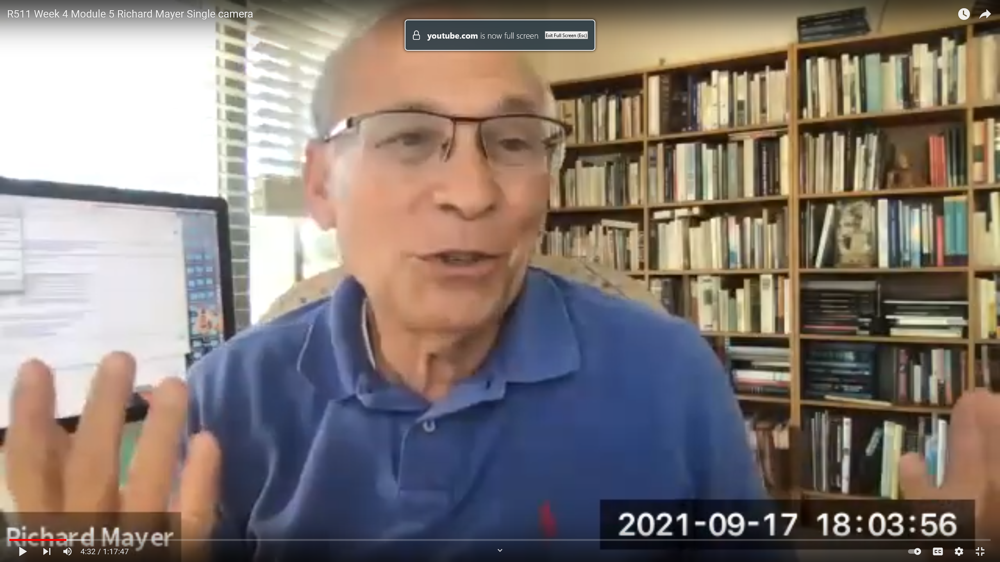 R511 Week 4 Module 5 Richard Mayer Single camera
youtube.com is now full screen Exit Full Screen (Esc)
2021-09-17 18:03:56
Richard Mayer
4:32 / 1:17:47
CC